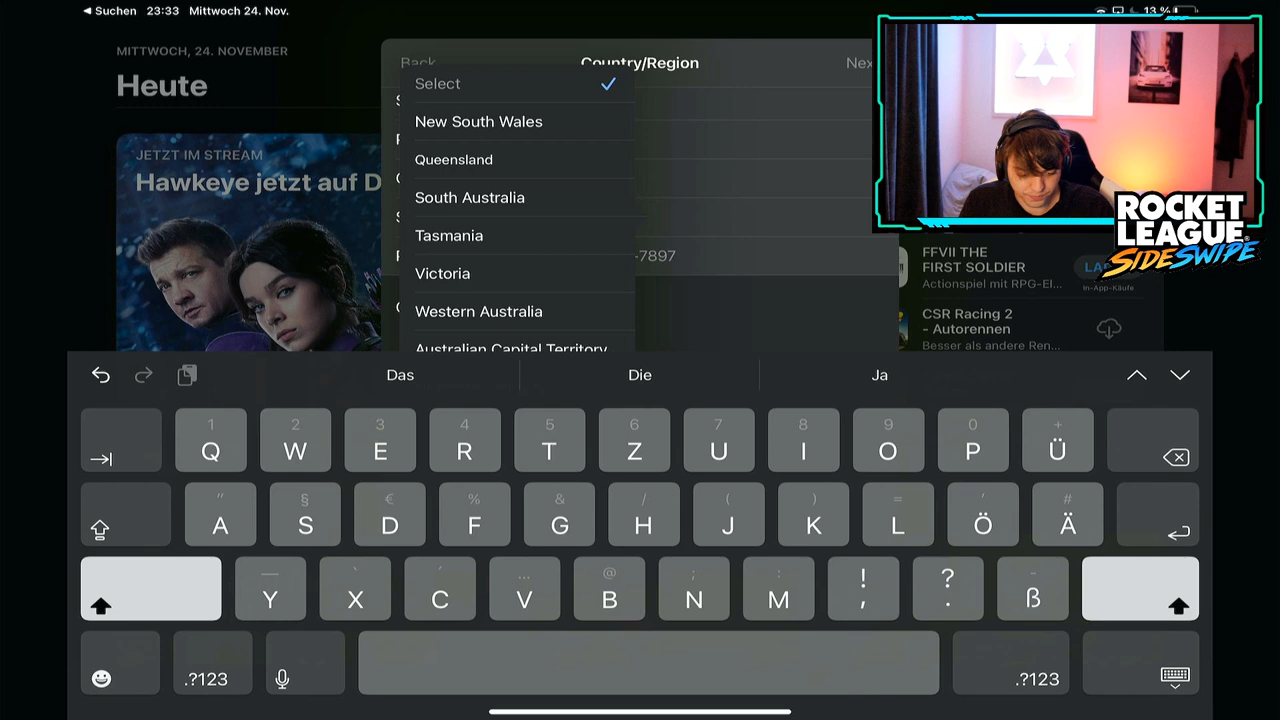 ◀ Suchen 23:33 Mittwoch 24. Nov.
13 %
MITTWOCH, 24. NOVEMBER
Heute
JETZT IM STREAM
Hawkeye jetzt auf D
Back
Country/Region
Nex
Select
New South Wales
Queensland
South Australia
Tasmania
Victoria
Western Australia
Australian Capital Territory
-7897
ROCKET
LEAGUE
SIDESWIPE
FFVII THE
FIRST SOLDIER
Actionspiel mit RPG-El...
In-App-Käufe
CSR Racing 2
- Autorennen
Besser als andere Ren...
Das Die Ja
1 2 3 4 5 6 7 8 9 0 +
Q W E R T Z U I O P Ü
" § € % & / ( ) = ' #
A S D F G H J K L Ö Ä
— ` ´ ... @ ; : ! ? -
Y X C V B N M , . ß
.?123 .?123